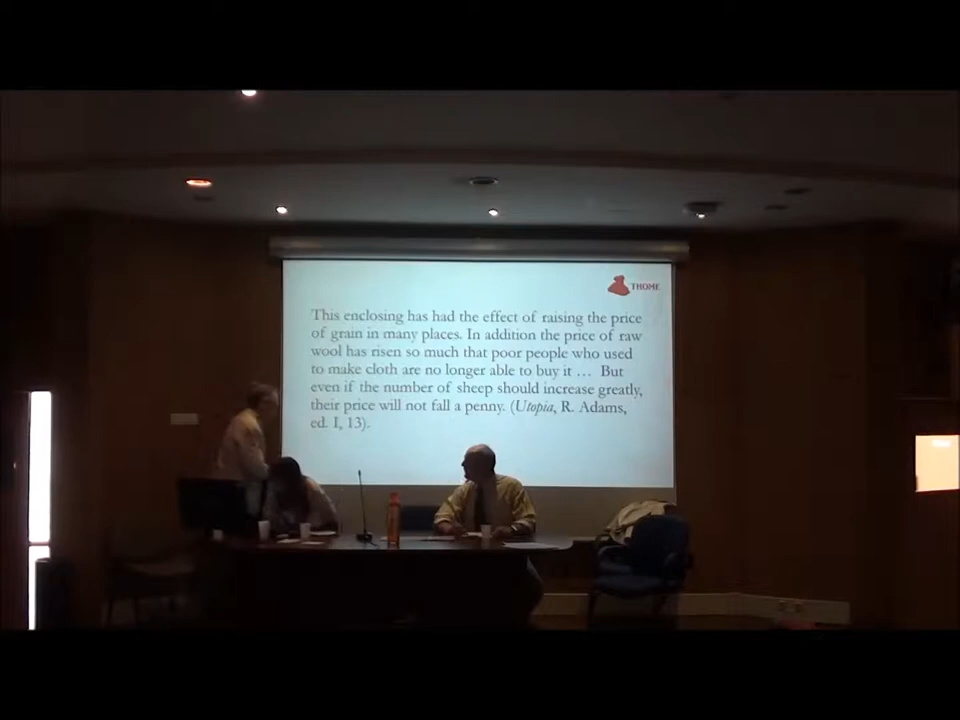 THOME
This enclosing has had the effect of raising the price
of grain in many places. In addition the price of raw
wool has risen so much that poor people who used
to make cloth are no longer able to buy it … But
even if the number of sheep should increase greatly,
their price will not fall a penny. (Utopia, R. Adams,
ed. I, 13).